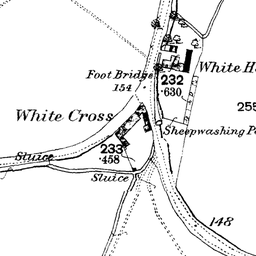 White H
Foot Bridge
154
232
·630
255
White Cross
Sheepwashing P
233
·458
Sluice
Sluice
148